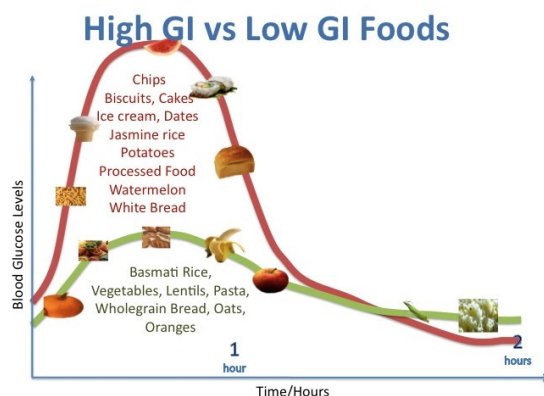 High GI vs Low GI Foods
Chips
Biscuits, Cakes
Ice cream, Dates
Jasmine rice
Potatoes
Processed Food
Watermelon
White Bread
Blood Glucose Levels
Basmati Rice,
Vegetables, Lentils, Pasta,
Wholegrain Bread, Oats,
Oranges
1
hour
2
hours
Time/Hours